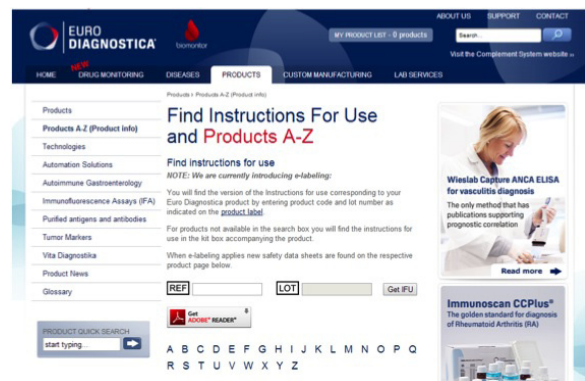 ABOUT US SUPPORT CONTACT
EURO
DIAGNOSTICA
biomonitor
MY PRODUCT LIST - 0 products
Search...
Visit the Complement System website »
NEW
HOME DRUG MONITORING DISEASES PRODUCTS CUSTOM MANUFACTURING LAB SERVICES
Products > Products A-Z (Product info)
Products
Products A-Z (Product info)
Technologies
Automation Solutions
Autoimmune Gastroenterology
Immunofluorescence Assays (IFA)
Purified antigens and antibodies
Tumor Markers
Vita Diagnostika
Product News
Glossary
PRODUCT QUICK SEARCH
start typing...
Find Instructions For Use
and Products A-Z
Find instructions for use
NOTE: We are currently introducing e-labeling:
You will find the version of the Instructions for use corresponding to your
Euro Diagnostica product by entering product code and lot number as
indicated on the product label.
For products not available in the search box you will find the instructions for
use in the kit box accompanying the product.
When e-labeling applies new safety data sheets are found on the respective
product page below.
REF LOT Get IFU
Get
ADOBE® READER®
A B C D E F G H I J K L M N O P Q
R S T U V W X Y Z
Wieslab Capture ANCA ELISA
for vasculitis diagnosis
The only method that has
publications supporting
prognostic correlation
Read more
Immunoscan CCPlus®
The golden standard for diagnosis
of Rheumatoid Arthritis (RA)